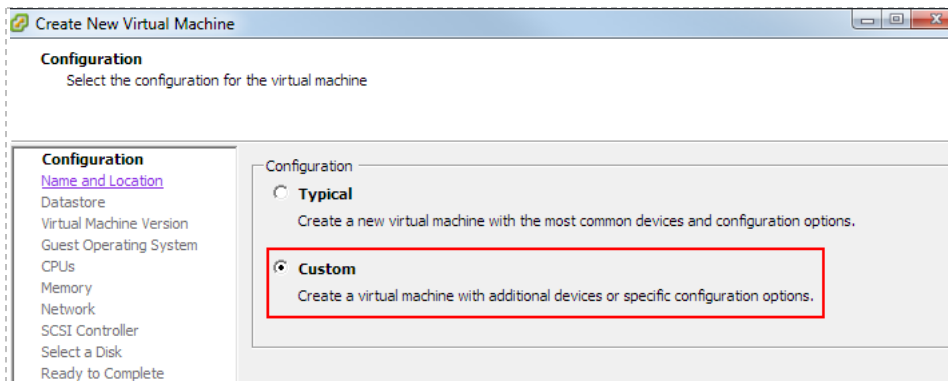 Create New Virtual Machine
Configuration
Select the configuration for the virtual machine
Configuration
Name and Location
Datastore
Virtual Machine Version
Guest Operating System
CPUs
Memory
Network
SCSI Controller
Select a Disk
Ready to Complete
Configuration
Typical
Create a new virtual machine with the most common devices and configuration options.
Custom
Create a virtual machine with additional devices or specific configuration options.